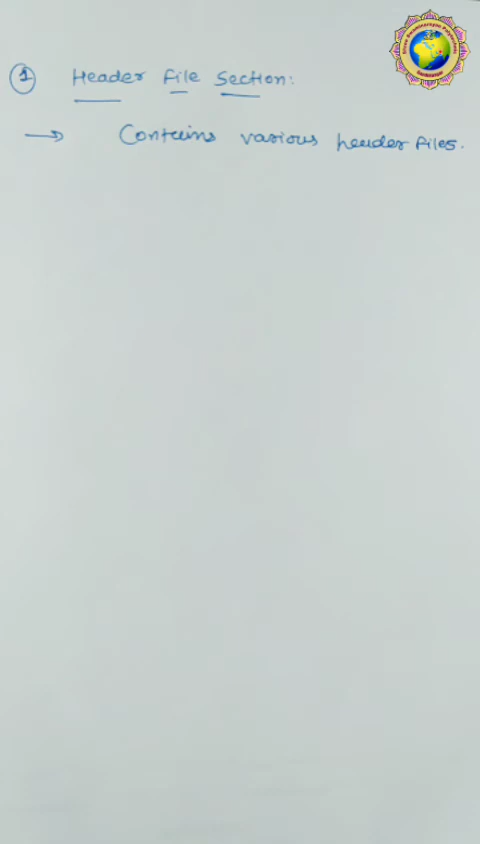 ① Header File Section:
→ Contains various header files.